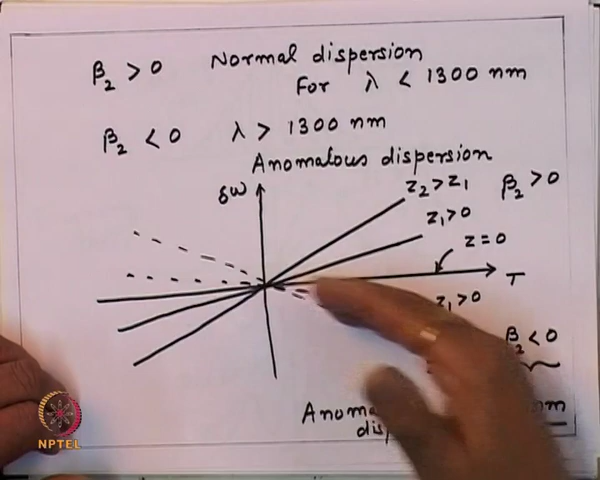 β₂ > 0 Normal dispersion
For λ < 1300 nm
β₂ < 0 λ > 1300 nm
Anomalous dispersion
δω z₂ > z₁ β₂ > 0
z₁ > 0
z = 0
T
z₁ > 0
β₂ < 0
nm
NPTEL